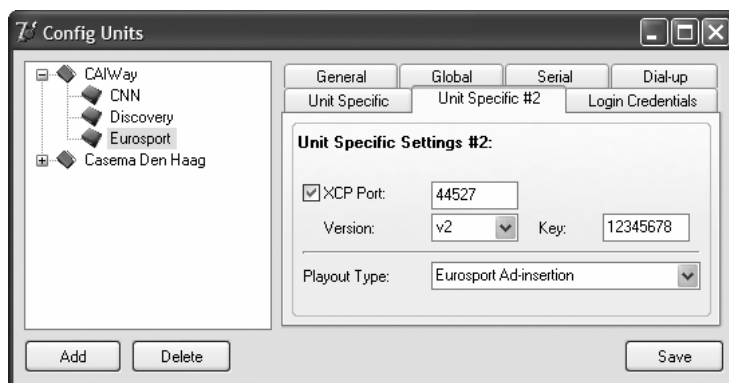 Config Units
CAIWay
CNN
Discovery
Eurosport
Casema Den Haag
General Global Serial Dial-up
Unit Specific Unit Specific #2 Login Credentials
Unit Specific Settings #2:
XCP Port: 44527
Version: v2 Key: 12345678
Playout Type: Eurosport Ad-insertion
Add Delete Save